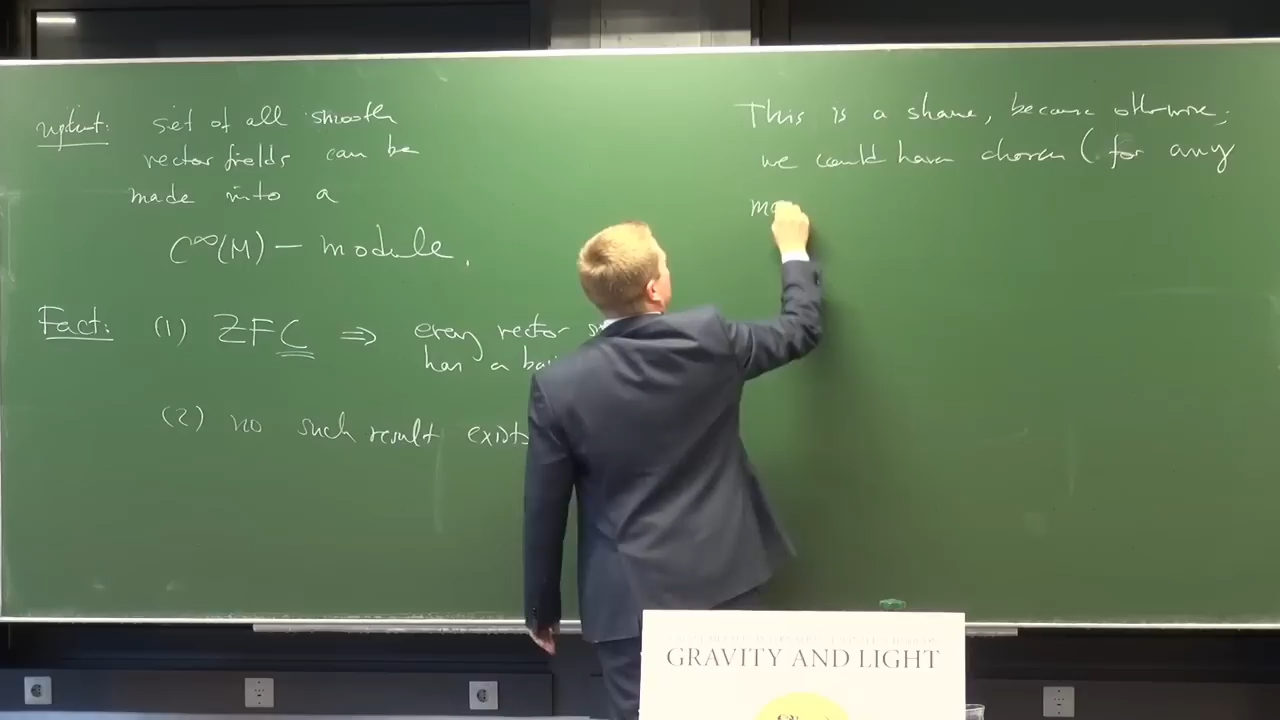 set of all smooth
vector fields can be
made into a
C∞(M) – module.
Fact: (1) ZFC ⇒ every vector
has a
(2) no such result exists
This is a shame, because otherwise,
we could have chosen ( for any
GRAVITY AND LIGHT